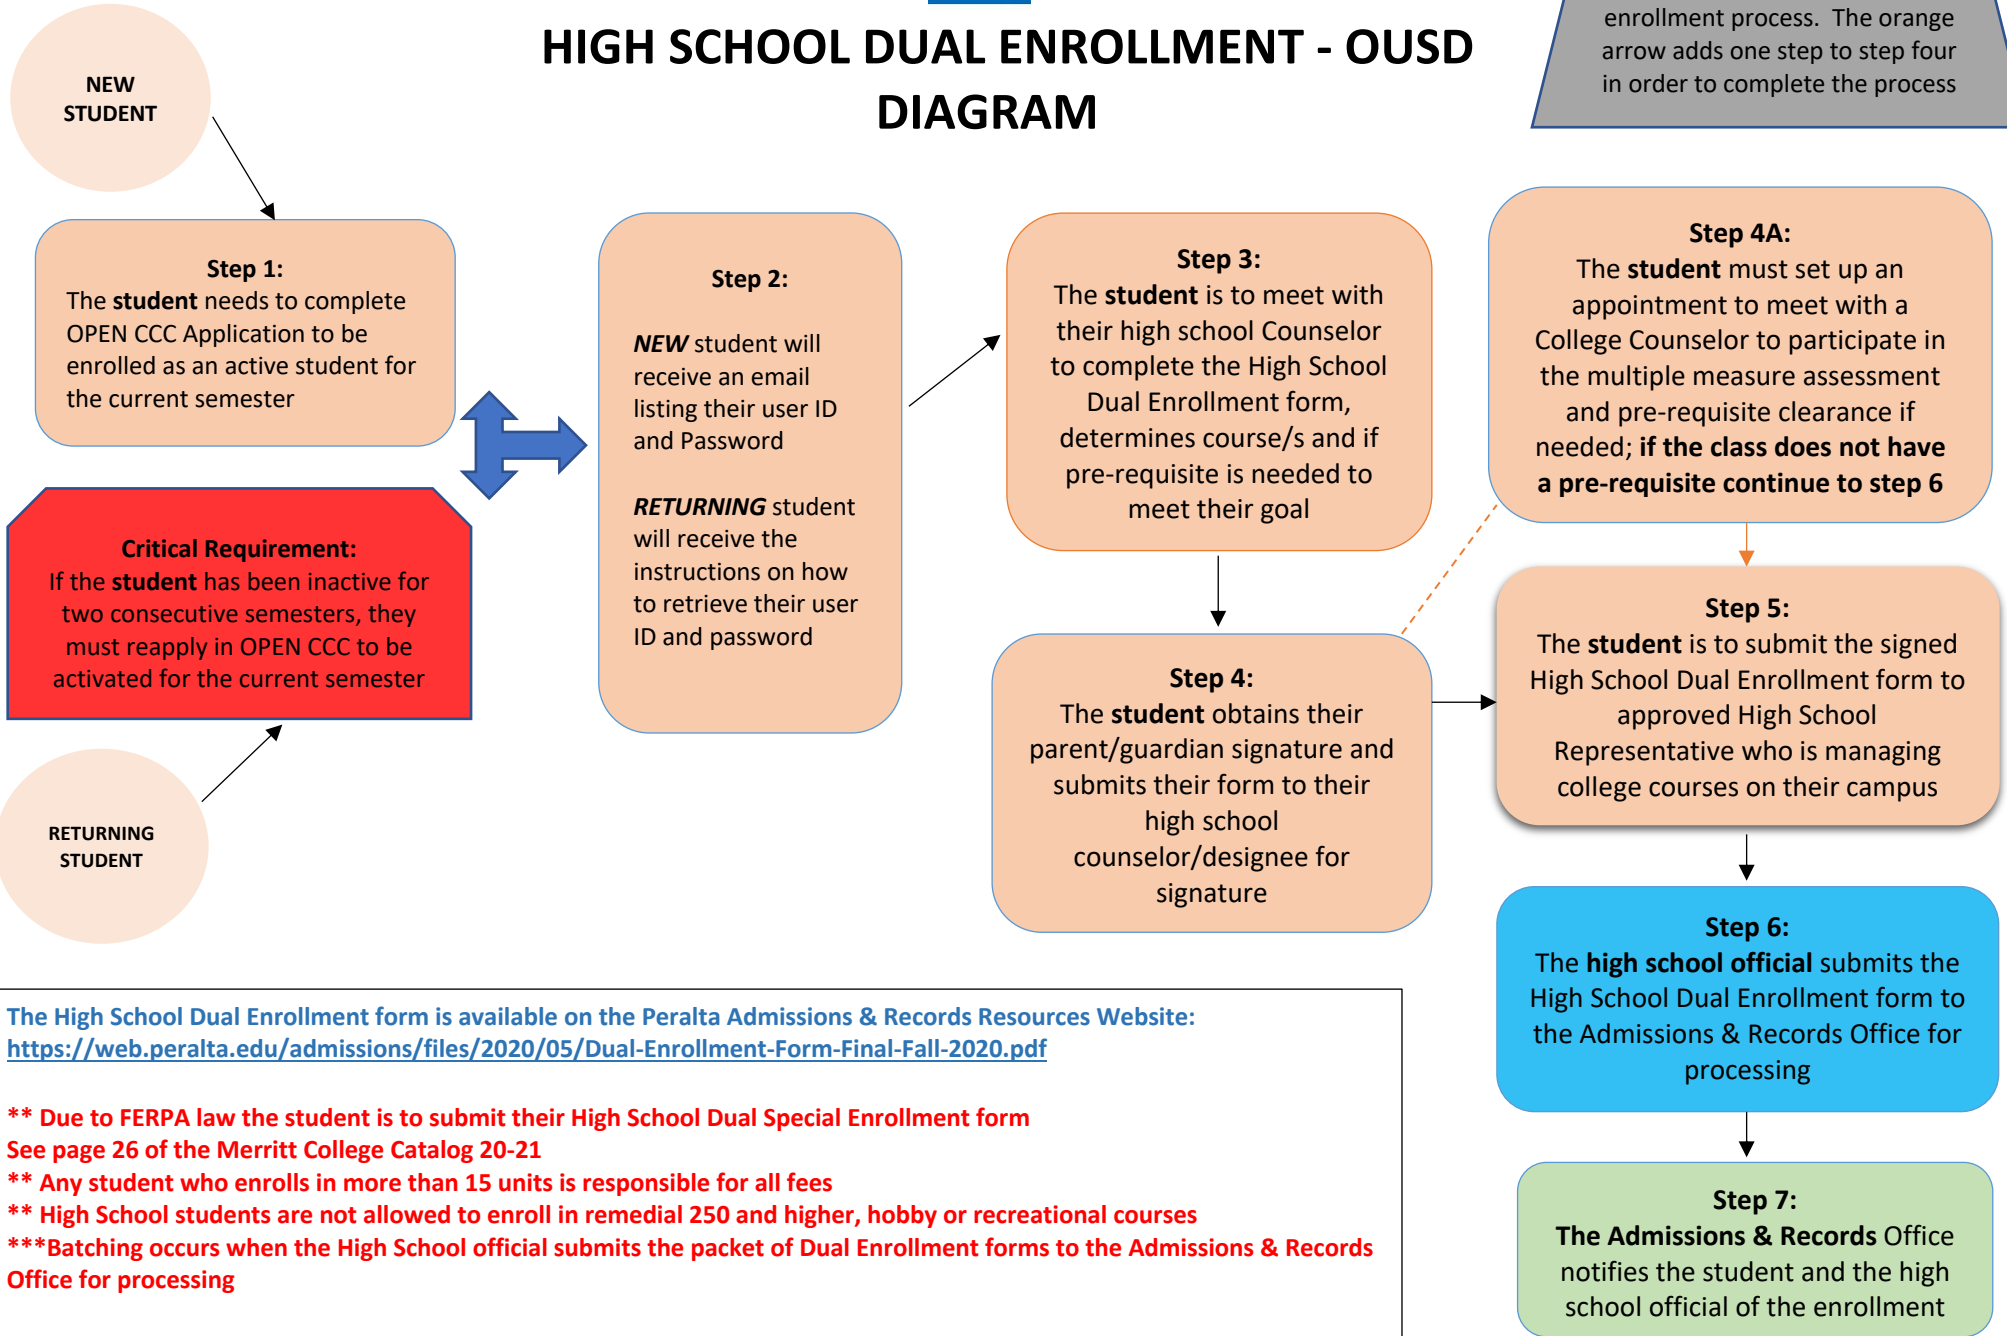 HIGH SCHOOL DUAL ENROLLMENT - OUSD
DIAGRAM
enrollment process.  The orange
arrow adds one step to step four
in order to complete the process
NEW
STUDENT
Step 1:
The student needs to complete
OPEN CCC Application to be
enrolled as an active student for
the current semester
Critical Requirement:
If the student has been inactive for
two consecutive semesters, they
must reapply in OPEN CCC to be
activated for the current semester
RETURNING
STUDENT
Step 2:
NEW student will
receive an email
listing their user ID
and Password
RETURNING student
will receive the
instructions on how
to retrieve their user
ID and password
Step 3:
The student is to meet with
their high school Counselor
to complete the High School
Dual Enrollment form,
determines course/s and if
pre-requisite is needed to
meet their goal
Step 4:
The student obtains their
parent/guardian signature and
submits their form to their
high school
counselor/designee for
signature
Step 4A:
The student must set up an
appointment to meet with a
College Counselor to participate in
the multiple measure assessment
and pre-requisite clearance if
needed; if the class does not have
a pre-requisite continue to step 6
Step 5:
The student is to submit the signed
High School Dual Enrollment form to
approved High School
Representative who is managing
college courses on their campus
Step 6:
The high school official submits the
High School Dual Enrollment form to
the Admissions & Records Office for
processing
Step 7:
The Admissions & Records Office
notifies the student and the high
school official of the enrollment
The High School Dual Enrollment form is available on the Peralta Admissions & Records Resources Website:
https://web.peralta.edu/admissions/files/2020/05/Dual-Enrollment-Form-Final-Fall-2020.pdf
** Due to FERPA law the student is to submit their High School Dual Special Enrollment form
See page 26 of the Merritt College Catalog 20-21
** Any student who enrolls in more than 15 units is responsible for all fees
** High School students are not allowed to enroll in remedial 250 and higher, hobby or recreational courses
***Batching occurs when the High School official submits the packet of Dual Enrollment forms to the Admissions & Records
Office for processing